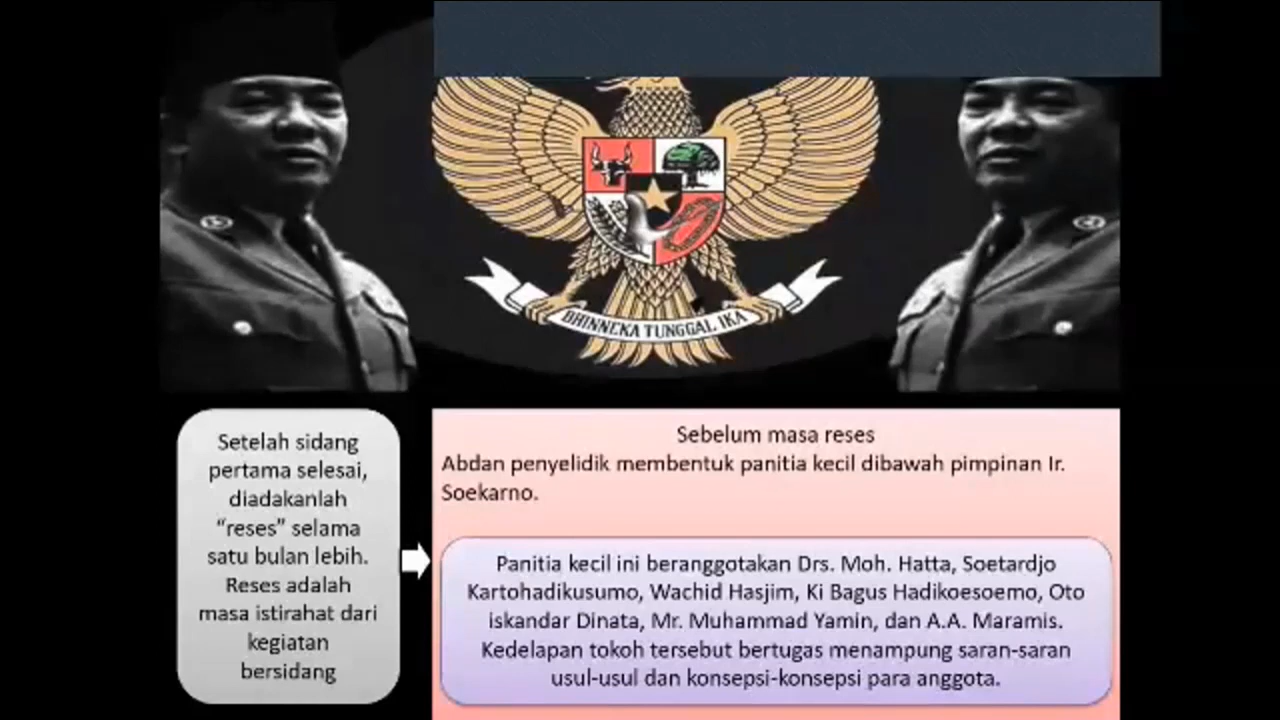 BHINNEKA TUNGGAL IKA
Setelah sidang
pertama selesai,
diadakanlah
“reses” selama
satu bulan lebih.
Reses adalah
masa istirahat dari
kegiatan
bersidang
Sebelum masa reses
Abdan penyelidik membentuk panitia kecil dibawah pimpinan Ir.
Soekarno.
Panitia kecil ini beranggotakan Drs. Moh. Hatta, Soetardjo
Kartohadikusumo, Wachid Hasjim, Ki Bagus Hadikoesoemo, Oto
iskandar Dinata, Mr. Muhammad Yamin, dan A.A. Maramis.
Kedelapan tokoh tersebut bertugas menampung saran-saran
usul-usul dan konsepsi-konsepsi para anggota.